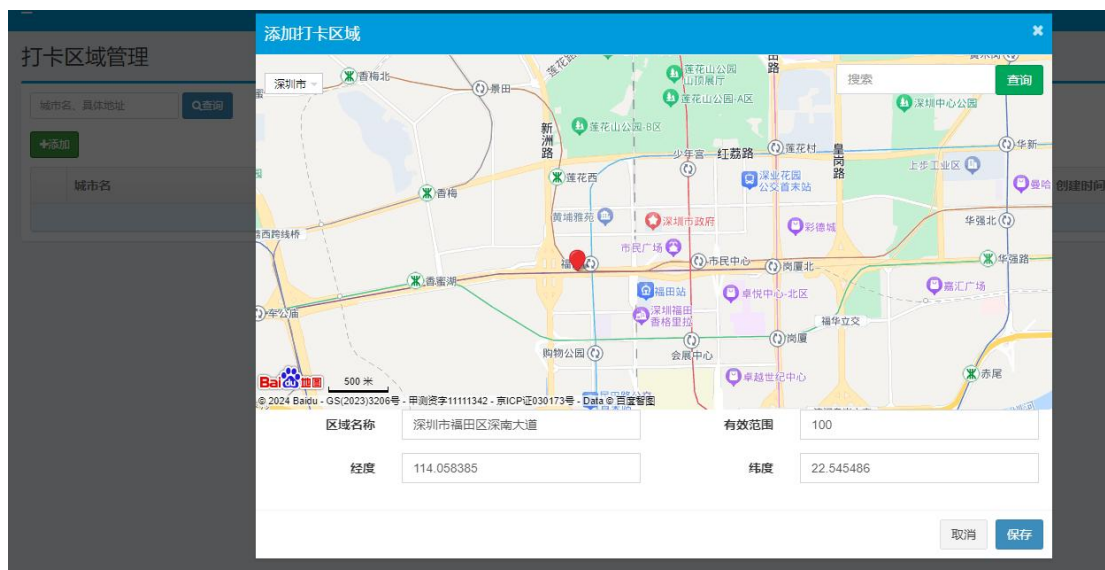 添加打卡区域
打卡区域管理
城市名、具体地址
查询
添加
城市名
创建时间
深圳市
搜索
查询
香梅北
景田
莲花山公园
山顶展厅
莲花山公园-A区
深圳中心公园
莲花山公园-B区
新洲路
少年宫
红荔路
莲花村
皇岗路
华新
上步工业区
莲花西
深业花园
公交首末站
曼哈
香梅
黄埔雅苑
深圳市政府
彩德城
华强北
市民广场
市民中心
岗厦北
华强路
香蜜湖
福田站
卓悦中心-北区
嘉汇广场
深圳福田
香格里拉
车公庙
福华立交
岗厦
购物公园
会展中心
卓越世纪中心
赤尾
Bai du 地图
500 米
© 2024 Baidu - GS(2023)3206号 - 甲测资字11111342 - 京ICP证030173号 - Data © 百度智图
区域名称
深圳市福田区深南大道
有效范围
100
经度
114.058385
纬度
22.545486
取消
保存